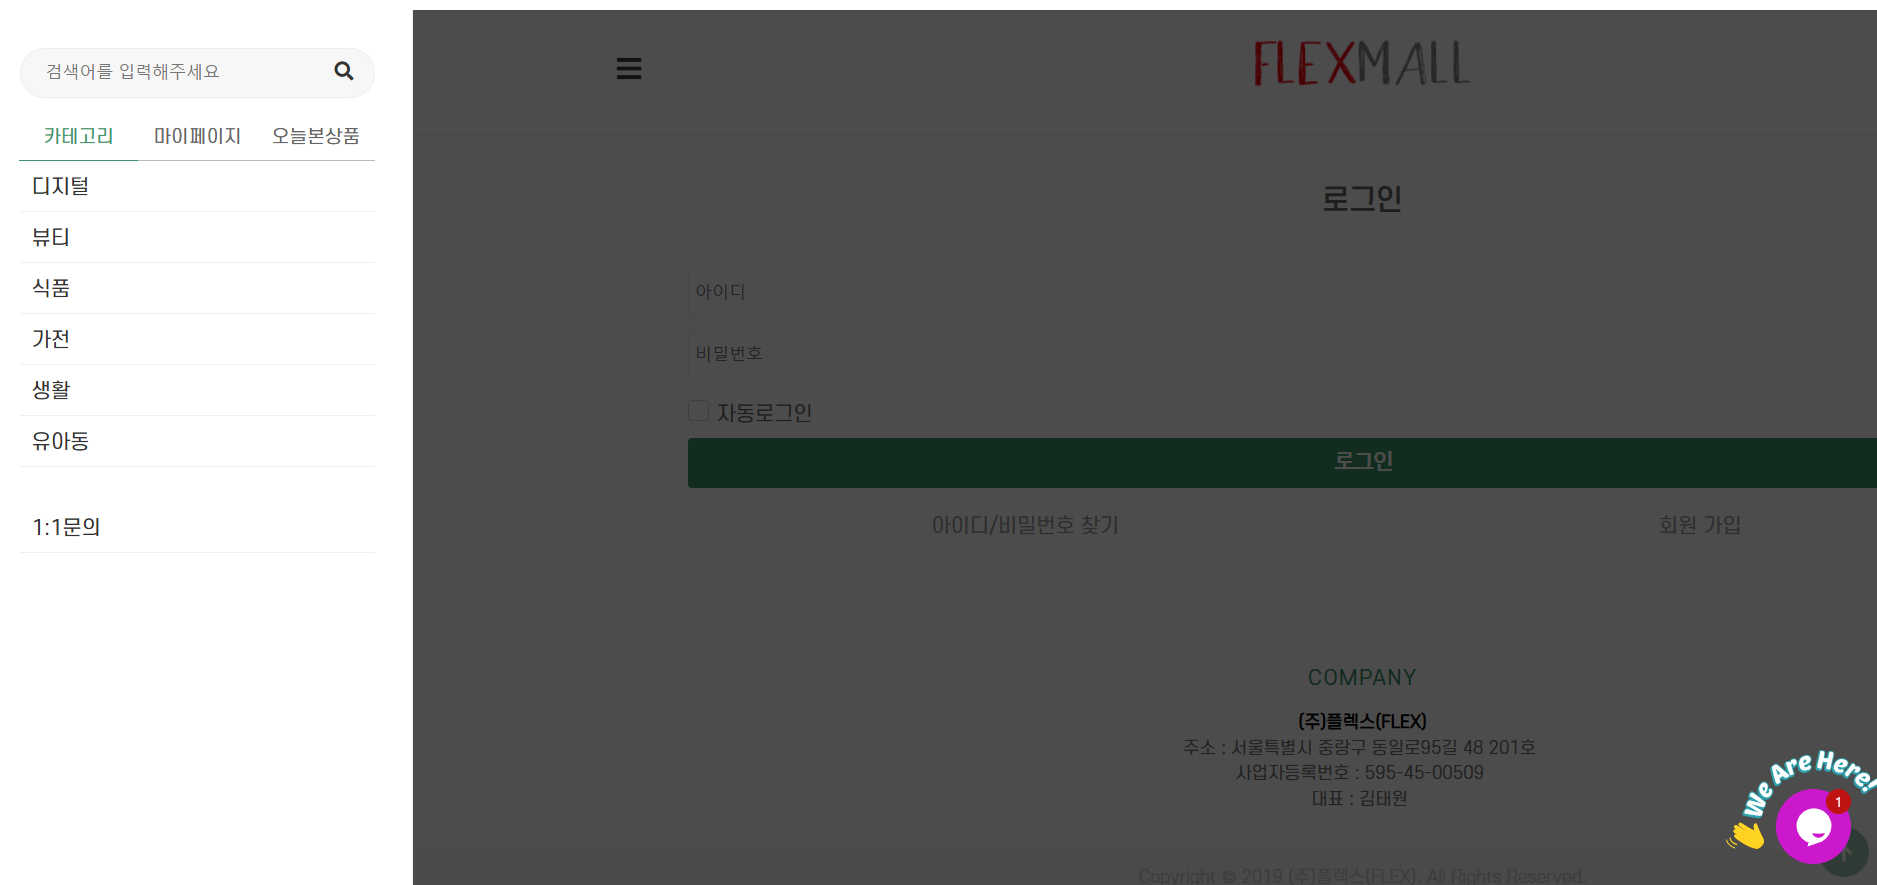 검색어를 입력해주세요
카테고리 마이페이지 오늘본상품
디지털
뷰티
식품
가전
생활
유아동
1:1문의
FLEXMALL
로그인
아이디
비밀번호
자동로그인
로그인
아이디/비밀번호 찾기 회원 가입
COMPANY
(주)플렉스(FLEX)
주소 : 서울특별시 중랑구 동일로95길 48 201호
사업자등록번호 : 595-45-00509
대표 : 김태원
Copyright © 2019 (주)플렉스(FLEX). All Rights Reserved.
We Are Here!
1